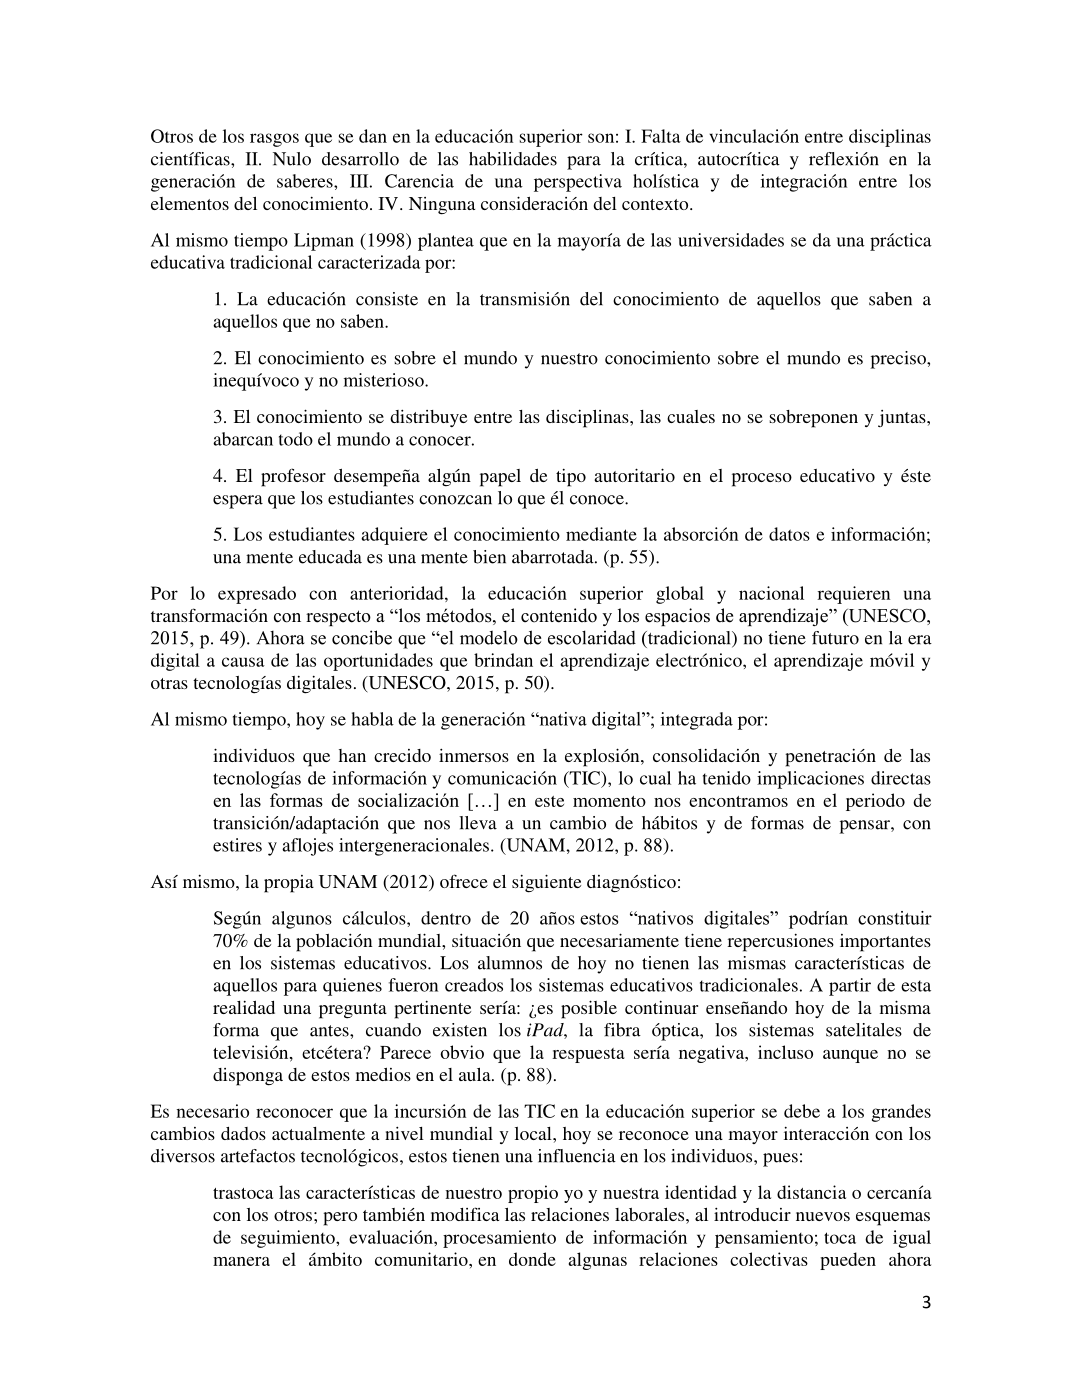 Otros de los rasgos que se dan en la educación superior son: I. Falta de vinculación entre disciplinas
científicas, II. Nulo desarrollo de las habilidades para la crítica, autocrítica y reflexión en la
generación de saberes, III. Carencia de una perspectiva holística y de integración entre los
elementos del conocimiento. IV. Ninguna consideración del contexto.
Al mismo tiempo Lipman (1998) plantea que en la mayoría de las universidades se da una práctica
educativa tradicional caracterizada por:
1. La educación consiste en la transmisión del conocimiento de aquellos que saben a
aquellos que no saben.
2. El conocimiento es sobre el mundo y nuestro conocimiento sobre el mundo es preciso,
inequívoco y no misterioso.
3. El conocimiento se distribuye entre las disciplinas, las cuales no se sobreponen y juntas,
abarcan todo el mundo a conocer.
4. El profesor desempeña algún papel de tipo autoritario en el proceso educativo y éste
espera que los estudiantes conozcan lo que él conoce.
5. Los estudiantes adquiere el conocimiento mediante la absorción de datos e información;
una mente educada es una mente bien abarrotada. (p. 55).
Por lo expresado con anterioridad, la educación superior global y nacional requieren una
transformación con respecto a “los métodos, el contenido y los espacios de aprendizaje” (UNESCO,
2015, p. 49). Ahora se concibe que “el modelo de escolaridad (tradicional) no tiene futuro en la era
digital a causa de las oportunidades que brindan el aprendizaje electrónico, el aprendizaje móvil y
otras tecnologías digitales. (UNESCO, 2015, p. 50).
Al mismo tiempo, hoy se habla de la generación “nativa digital”; integrada por:
individuos que han crecido inmersos en la explosión, consolidación y penetración de las
tecnologías de información y comunicación (TIC), lo cual ha tenido implicaciones directas
en las formas de socialización […] en este momento nos encontramos en el periodo de
transición/adaptación que nos lleva a un cambio de hábitos y de formas de pensar, con
estires y aflojes intergeneracionales. (UNAM, 2012, p. 88).
Así mismo, la propia UNAM (2012) ofrece el siguiente diagnóstico:
Según algunos cálculos, dentro de 20 años estos “nativos digitales” podrían constituir
70% de la población mundial, situación que necesariamente tiene repercusiones importantes
en los sistemas educativos. Los alumnos de hoy no tienen las mismas características de
aquellos para quienes fueron creados los sistemas educativos tradicionales. A partir de esta
realidad una pregunta pertinente sería: ¿es posible continuar enseñando hoy de la misma
forma que antes, cuando existen los iPad, la fibra óptica, los sistemas satelitales de
televisión, etcétera? Parece obvio que la respuesta sería negativa, incluso aunque no se
disponga de estos medios en el aula. (p. 88).
Es necesario reconocer que la incursión de las TIC en la educación superior se debe a los grandes
cambios dados actualmente a nivel mundial y local, hoy se reconoce una mayor interacción con los
diversos artefactos tecnológicos, estos tienen una influencia en los individuos, pues:
trastoca las características de nuestro propio yo y nuestra identidad y la distancia o cercanía
con los otros; pero también modifica las relaciones laborales, al introducir nuevos esquemas
de seguimiento, evaluación, procesamiento de información y pensamiento; toca de igual
manera el ámbito comunitario, en donde algunas relaciones colectivas pueden ahora
3